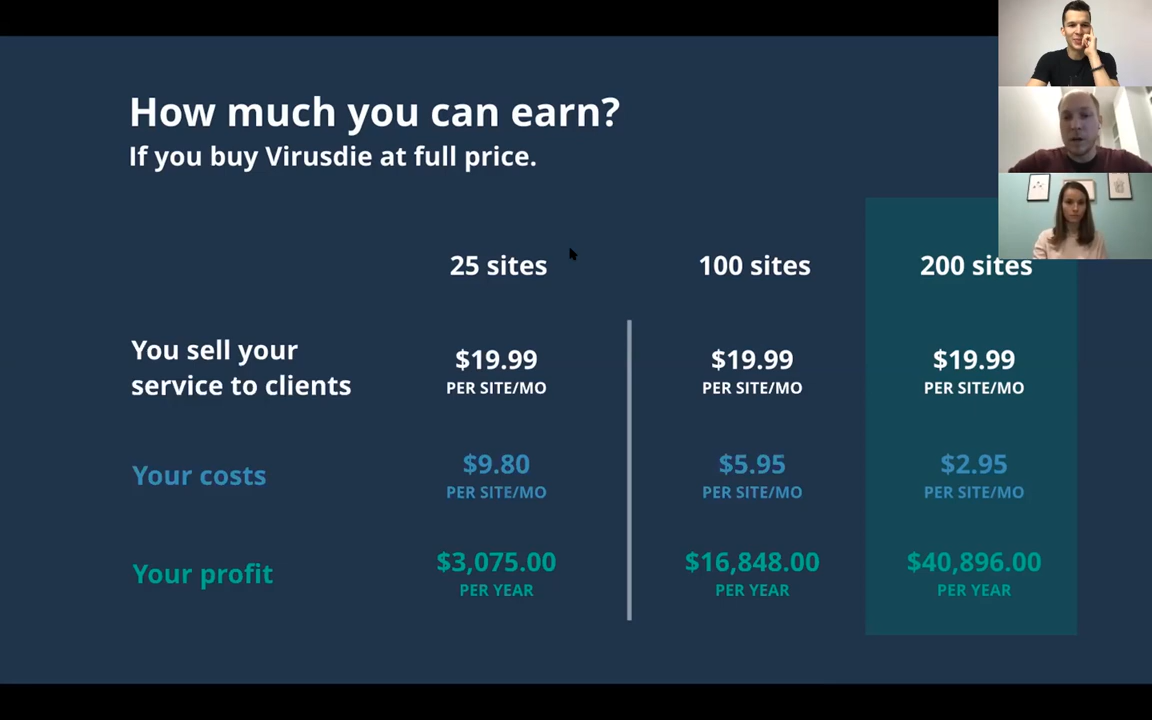 How much you can earn?
If you buy Virusdie at full price.
25 sites
100 sites
200 sites
You sell your
service to clients
$19.99
PER SITE/MO
$19.99
PER SITE/MO
$19.99
PER SITE/MO
Your costs
$9.80
PER SITE/MO
$5.95
PER SITE/MO
$2.95
PER SITE/MO
Your profit
$3,075.00
PER YEAR
$16,848.00
PER YEAR
$40,896.00
PER YEAR